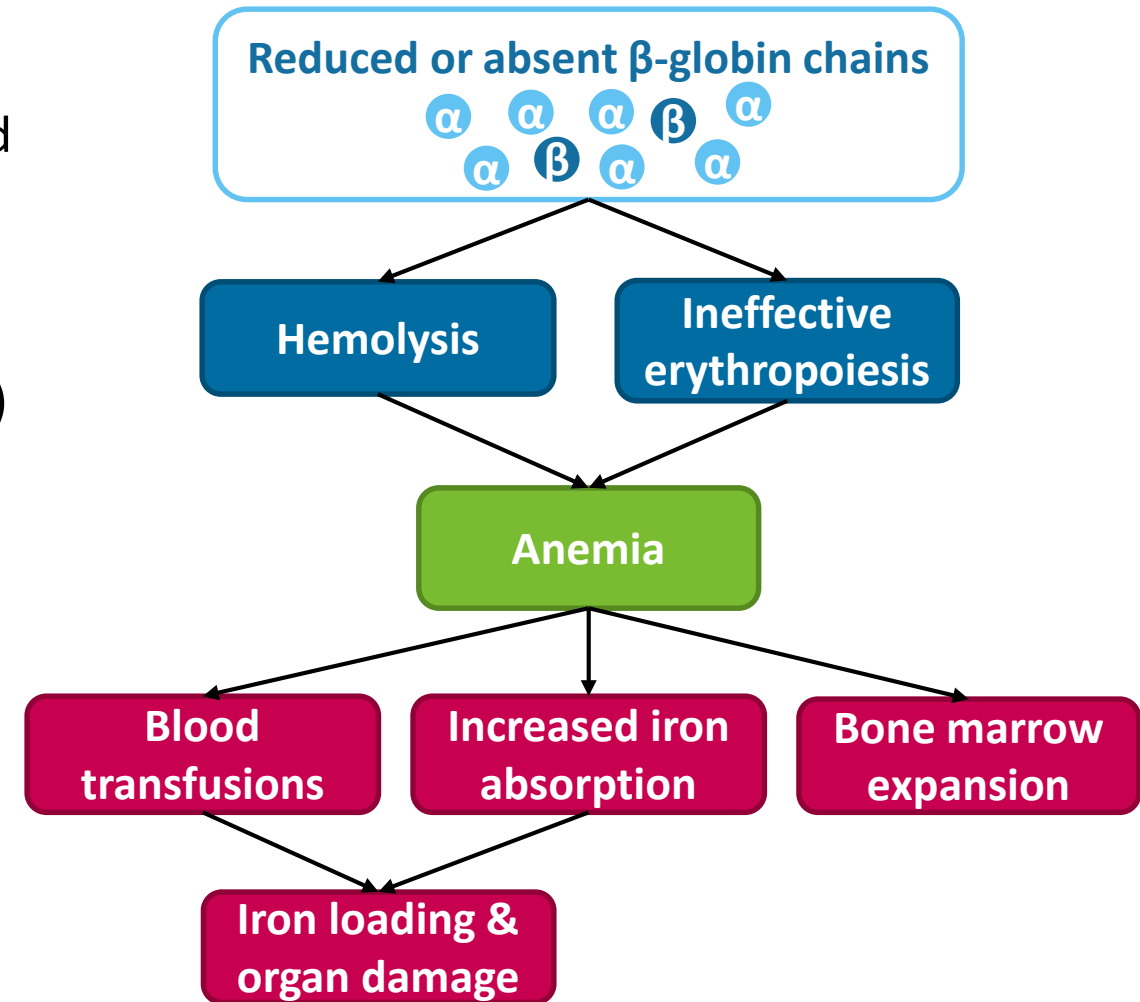 Reduced or absent β-globin chains
α α α β α
α β α α
d
Hemolysis
Ineffective
erythropoiesis
)
Anemia
Blood
transfusions
Increased iron
absorption
Bone marrow
expansion
Iron loading &
organ damage